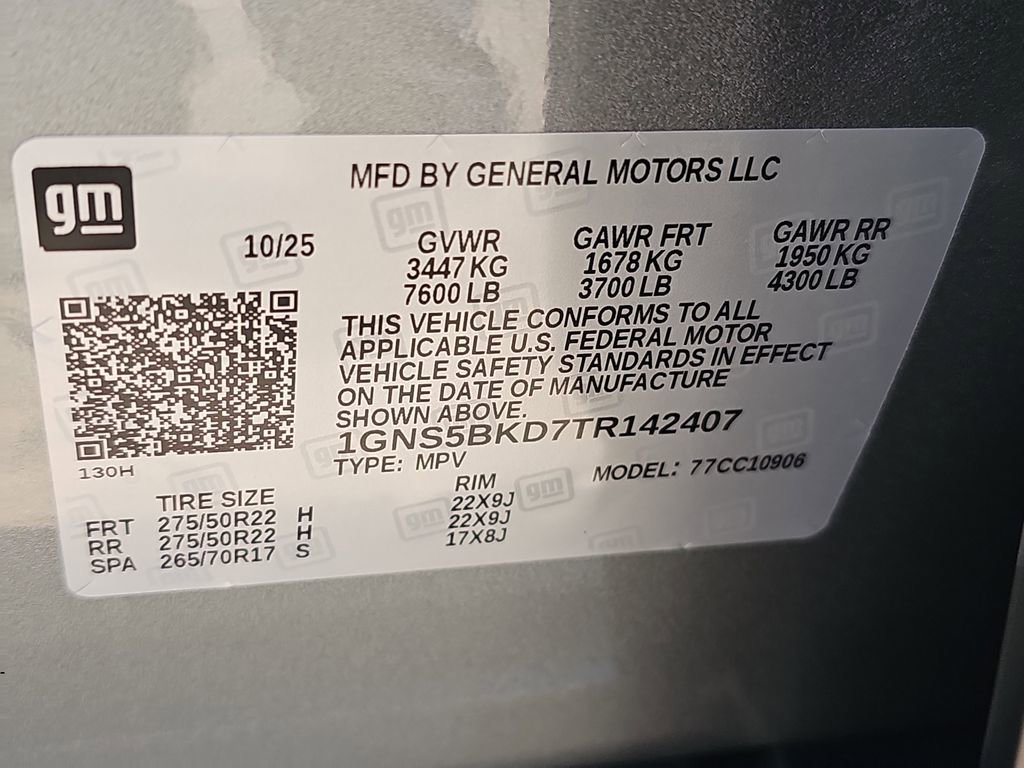 gm
MFD BY GENERAL MOTORS LLC
10/25
GVWR GAWR FRT GAWR RR
3447 KG 1678 KG 1950 KG
7600 LB 3700 LB 4300 LB
THIS VEHICLE CONFORMS TO ALL
APPLICABLE U.S. FEDERAL MOTOR
VEHICLE SAFETY STANDARDS IN EFFECT
ON THE DATE OF MANUFACTURE
SHOWN ABOVE.
1GNS5BKD7TR142407
TYPE: MPV MODEL: 77CC10906
130H
TIRE SIZE RIM
FRT 275/50R22 H 22X9J
RR 275/50R22 H 22X9J
SPA 265/70R17 S 17X8J